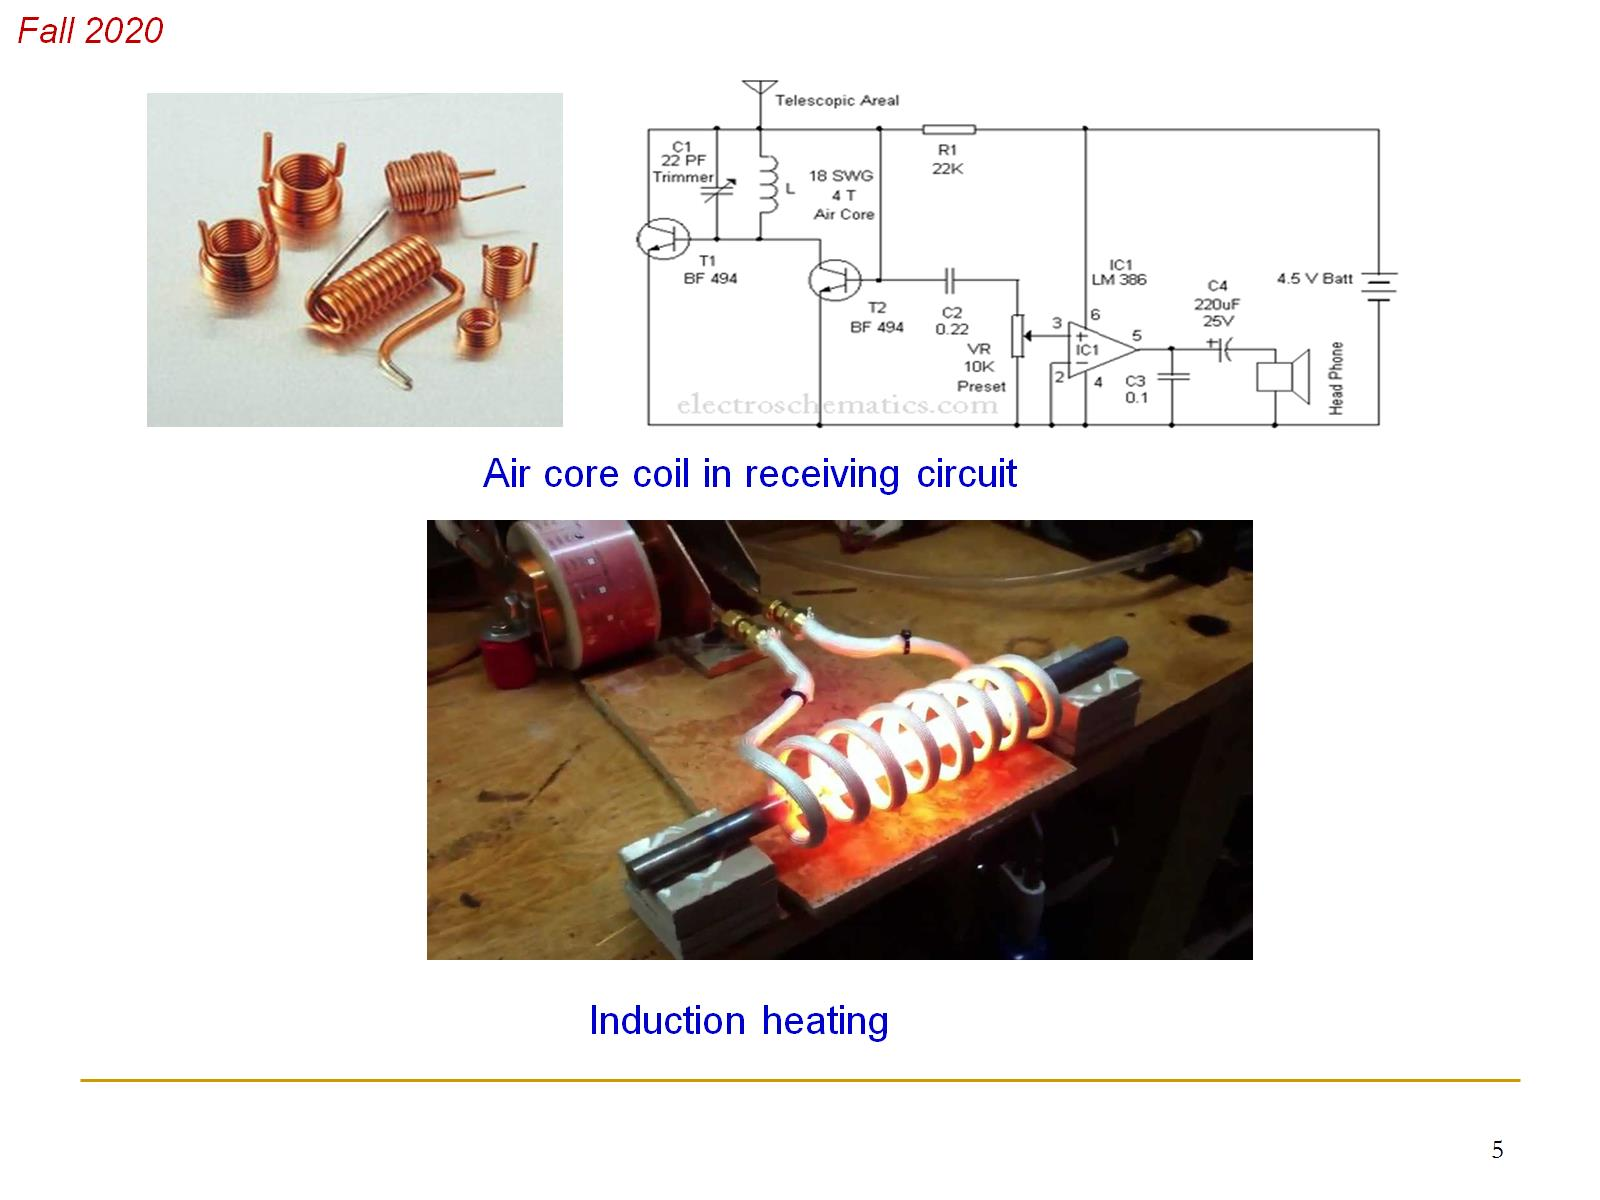 Fall 2020
Telescopic Areal
C1
22 PF
Trimmer
L
18 SWG
4 T
Air Core
R1
22K
T1
BF 494
T2
BF 494
C2
0.22
VR
10K
Preset
IC1
LM 386
3
6
2
4
5
IC1
C3
0.1
C4
220uF
25V
4.5 V Batt
Head Phone
electroschematics.com
Air core coil in receiving circuit
Induction heating
5